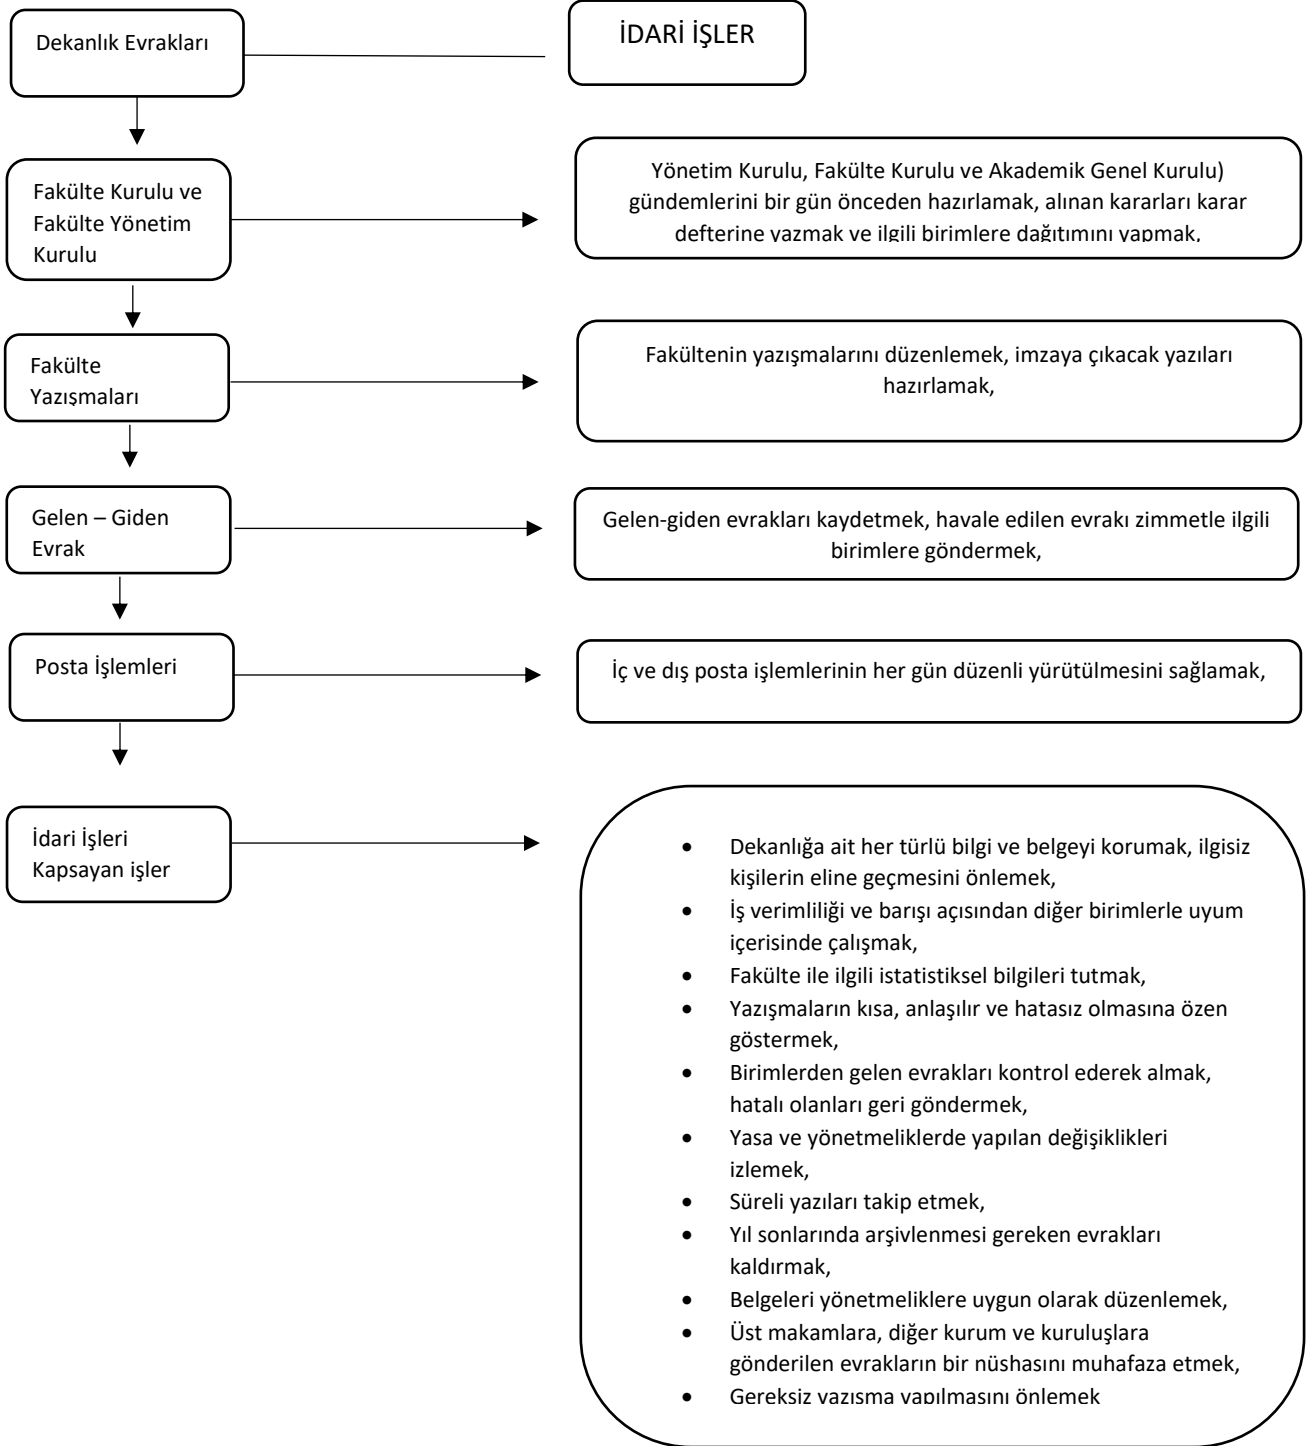 Dekanlık Evrakları
İDARİ İŞLER
Fakülte Kurulu ve
Fakülte Yönetim
Kurulu
Yönetim Kurulu, Fakülte Kurulu ve Akademik Genel Kurulu)
gündemlerini bir gün önceden hazırlamak, alınan kararları karar
defterine yazmak ve ilgili birimlere dağıtımını yapmak,
Fakülte
Yazışmaları
Fakültenin yazışmalarını düzenlemek, imzaya çıkacak yazıları
hazırlamak,
Gelen – Giden
Evrak
Gelen-giden evrakları kaydetmek, havale edilen evrakı zimmetle ilgili
birimlere göndermek,
Posta İşlemleri
İç ve dış posta işlemlerinin her gün düzenli yürütülmesini sağlamak,
İdari İşleri
Kapsayan işler
• Dekanlığa ait her türlü bilgi ve belgeyi korumak, ilgisiz
kişilerin eline geçmesini önlemek,
• İş verimliliği ve barışı açısından diğer birimlerle uyum
içerisinde çalışmak,
• Fakülte ile ilgili istatistiksel bilgileri tutmak,
• Yazışmaların kısa, anlaşılır ve hatasız olmasına özen
göstermek,
• Birimlerden gelen evrakları kontrol ederek almak,
hatalı olanları geri göndermek,
• Yasa ve yönetmeliklerde yapılan değişiklikleri
izlemek,
• Süreli yazıları takip etmek,
• Yıl sonlarında arşivlenmesi gereken evrakları
kaldırmak,
• Belgeleri yönetmeliklere uygun olarak düzenlemek,
• Üst makamlara, diğer kurum ve kuruluşlara
gönderilen evrakların bir nüshasını muhafaza etmek,
• Gereksiz yazışma yapılmasını önlemek